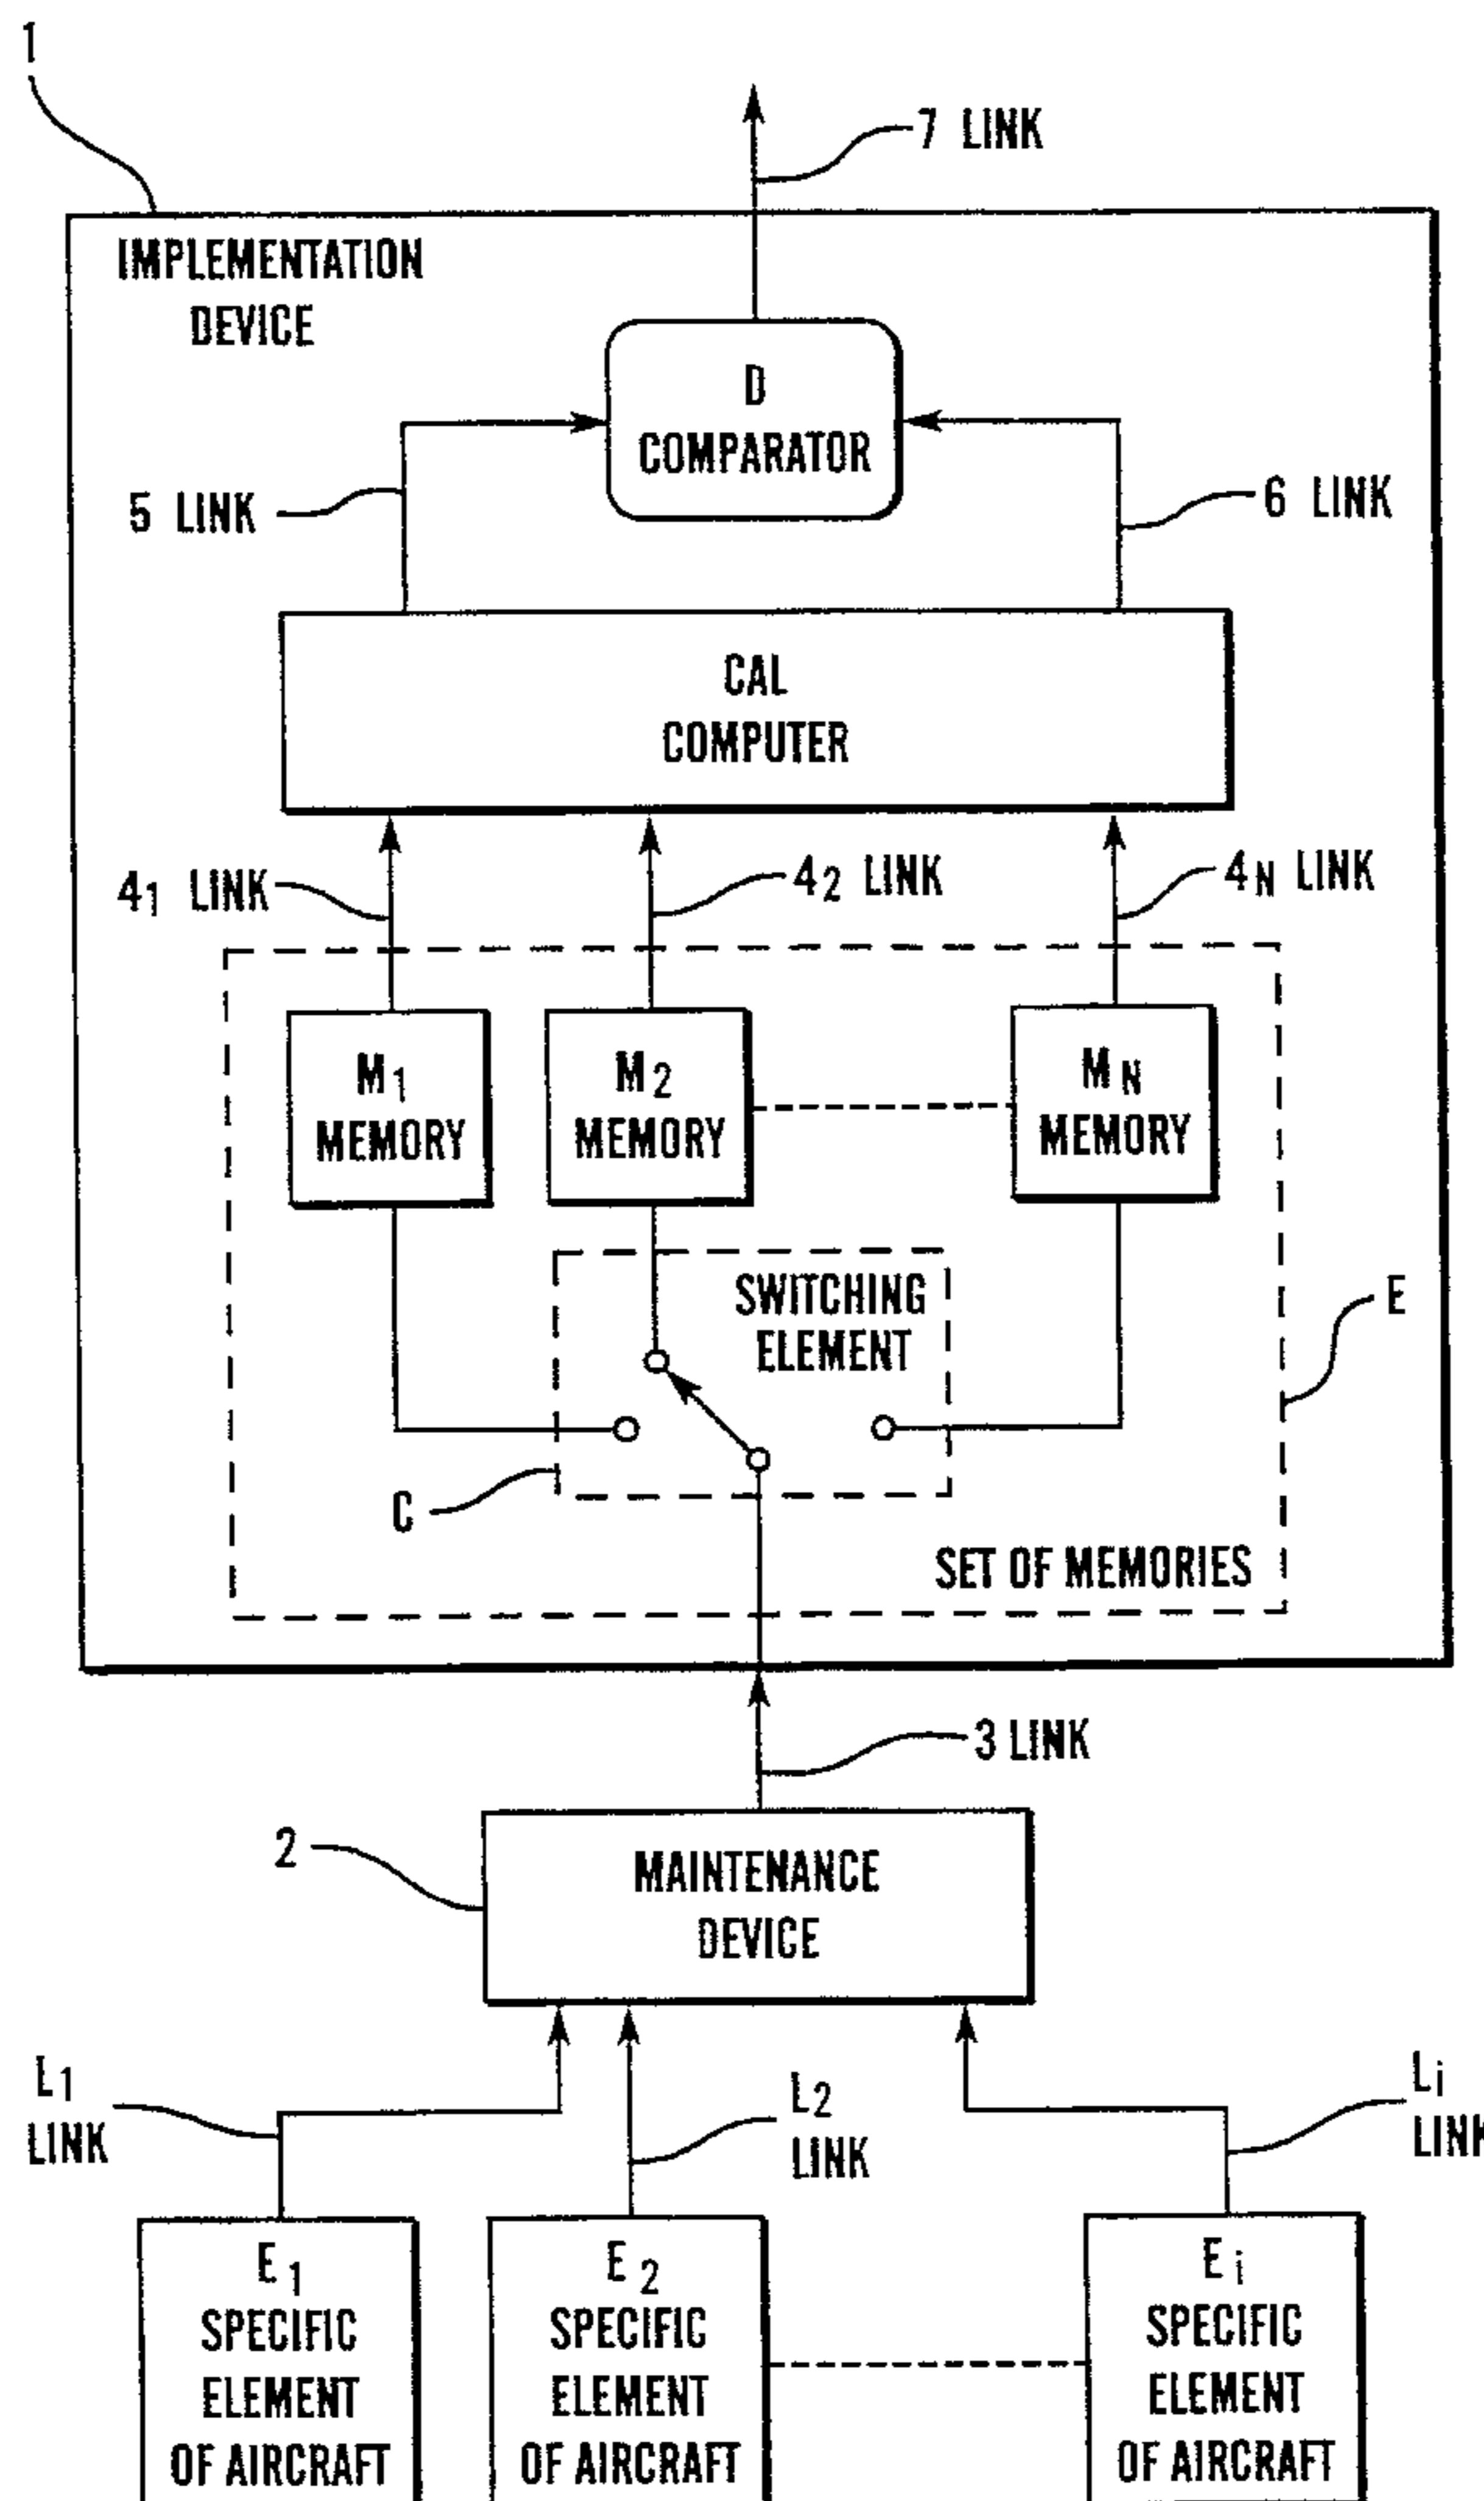 1
7 LINK
IMPLEMENTATION
DEVICE
D
COMPARATOR
5 LINK
6 LINK
CAL
COMPUTER
4₁ LINK
4₂ LINK
4N LINK
M₁
MEMORY
M₂
MEMORY
MN
MEMORY
SWITCHING
ELEMENT
E
C
SET OF MEMORIES
3 LINK
2
MAINTENANCE
DEVICE
L₁
LINK
L₂
LINK
Li
LINK
E₁
SPECIFIC
ELEMENT
OF AIRCRAFT
E₂
SPECIFIC
ELEMENT
OF AIRCRAFT
Ei
SPECIFIC
ELEMENT
OF AIRCRAFT